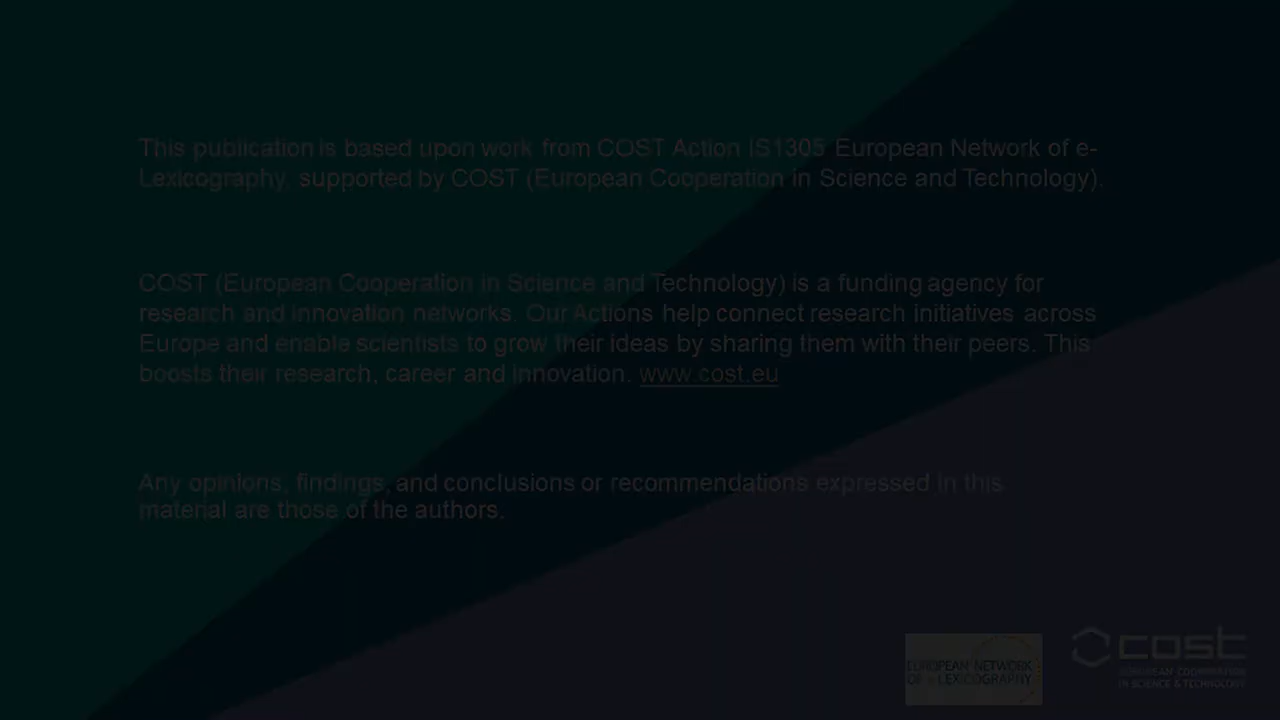 This publication is based upon work from COST Action IS1305 European Network of e-
Lexicography, supported by COST (European Cooperation in Science and Technology).
COST (European Cooperation in Science and Technology) is a funding agency for
research and innovation networks. Our Actions help connect research initiatives across
Europe and enable scientists to grow their ideas by sharing them with their peers. This
boosts their research, career and innovation. www.cost.eu
Any opinions, findings, and conclusions or recommendations expressed in this
material are those of the authors.
EUROPEAN NETWORK
OF e-LEXICOGRAPHY
cost
EUROPEAN COOPERATION
IN SCIENCE & TECHNOLOGY